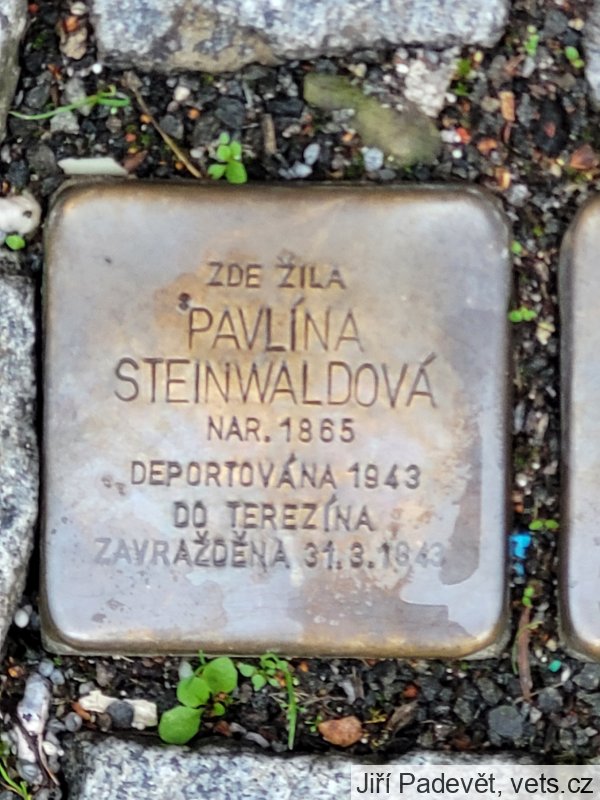 ZDE ŽILA
PAVLÍNA
STEINWALDOVÁ
NAR. 1865
DEPORTOVÁNA 1943
DO TEREZÍNA
ZAVRAŽDĚNA 31.3.1943
Jiří Padevět, vets.cz